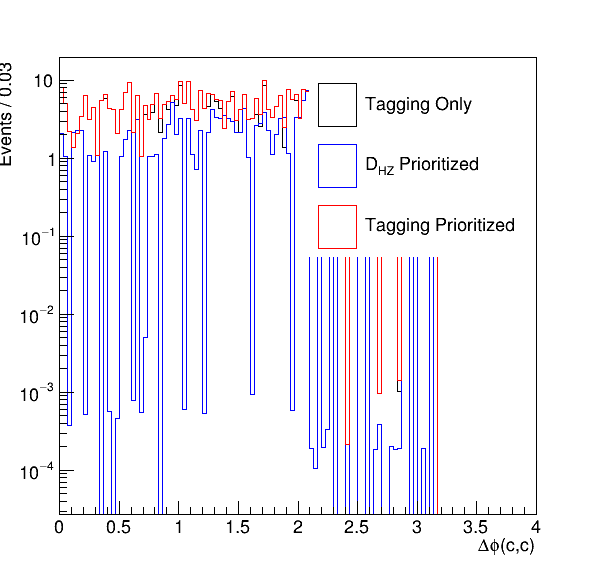 Events / 0.03
10
1
10⁻¹
10⁻²
10⁻³
10⁻⁴
Tagging Only
D_HZ Prioritized
Tagging Prioritized
0 0.5 1 1.5 2 2.5 3 3.5 4
Δϕ(c,c)